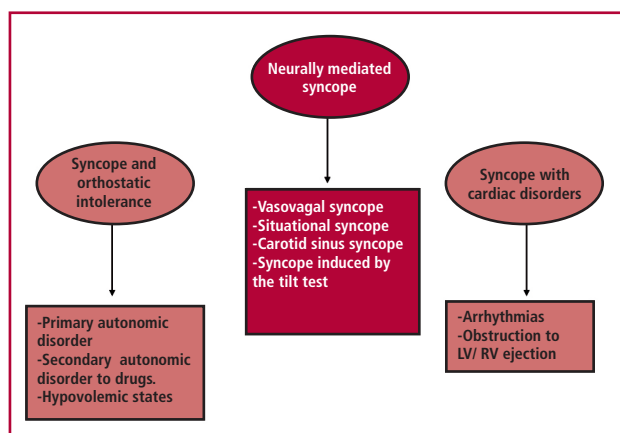 Neurally mediated
syncope
Syncope and
orthostatic
intolerance
Syncope with
cardiac disorders
-Vasovagal syncope
-Situational syncope
-Carotid sinus syncope
-Syncope induced by
the tilt test
-Primary autonomic
disorder
-Secondary autonomic
disorder to drugs.
-Hypovolemic states
-Arrhythmias
-Obstruction to
LV/ RV ejection